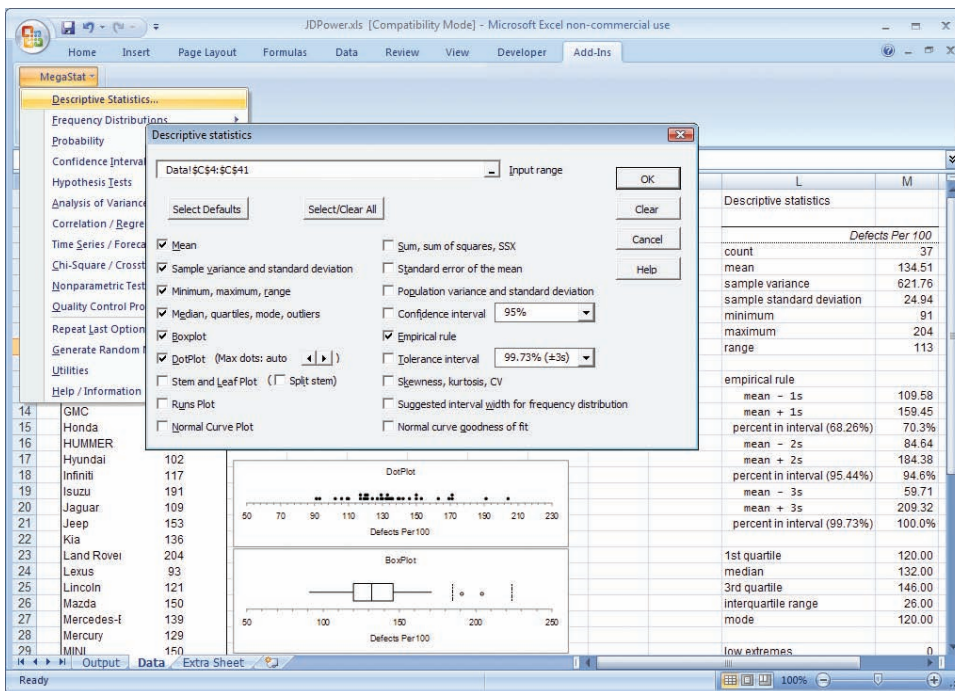 JDPower.xls [Compatibility Mode] - Microsoft Excel non-commercial use
Home Insert Page Layout Formulas Data Review View Developer Add-Ins
MegaStat
Descriptive Statistics...
Frequency Distributions
Probability
Confidence Interval
Hypothesis Tests
Analysis of Variance
Correlation / Regre
Time Series / Foreca
Chi-Square / Crosst
Nonparametric Test
Quality Control Pro
Repeat Last Option
Generate Random
Utilities
Help / Information
Descriptive statistics
Data!$C$4:$C$41 Input range
OK
Clear
Cancel
Help
Select Defaults Select/Clear All
Mean
Sample variance and standard deviation
Minimum, maximum, range
Median, quartiles, mode, outliers
Boxplot
DotPlot (Max dots: auto )
Stem and Leaf Plot ( Split stem)
Runs Plot
Normal Curve Plot
Sum, sum of squares, SSX
Standard error of the mean
Population variance and standard deviation
Confidence interval 95%
Empirical rule
Tolerance interval 99.73% (±3s)
Skewness, kurtosis, CV
Suggested interval width for frequency distribution
Normal curve goodness of fit
14 GMC
15 Honda
16 HUMMER
17 Hyundai 102
18 Infiniti 117
19 Isuzu 191
20 Jaguar 109
21 Jeep 153
22 Kia 136
23 Land Rover 204
24 Lexus 93
25 Lincoln 121
26 Mazda 150
27 Mercedes-E 139
28 Mercury 129
29 MINI 150
DotPlot
50 70 90 110 130 150 170 190 210 230
Defects Per 100
BoxPlot
50 100 150 200 250
Defects Per 100
L M
Descriptive statistics
Defects Per 100
count 37
mean 134.51
sample variance 621.76
sample standard deviation 24.94
minimum 91
maximum 204
range 113
empirical rule
mean - 1s 109.58
mean + 1s 159.45
percent in interval (68.26%) 70.3%
mean - 2s 84.64
mean + 2s 184.38
percent in interval (95.44%) 94.6%
mean - 3s 59.71
mean + 3s 209.32
percent in interval (99.73%) 100.0%
1st quartile 120.00
median 132.00
3rd quartile 146.00
interquartile range 26.00
mode 120.00
low extremes 0
Output Data Extra Sheet
Ready
100%